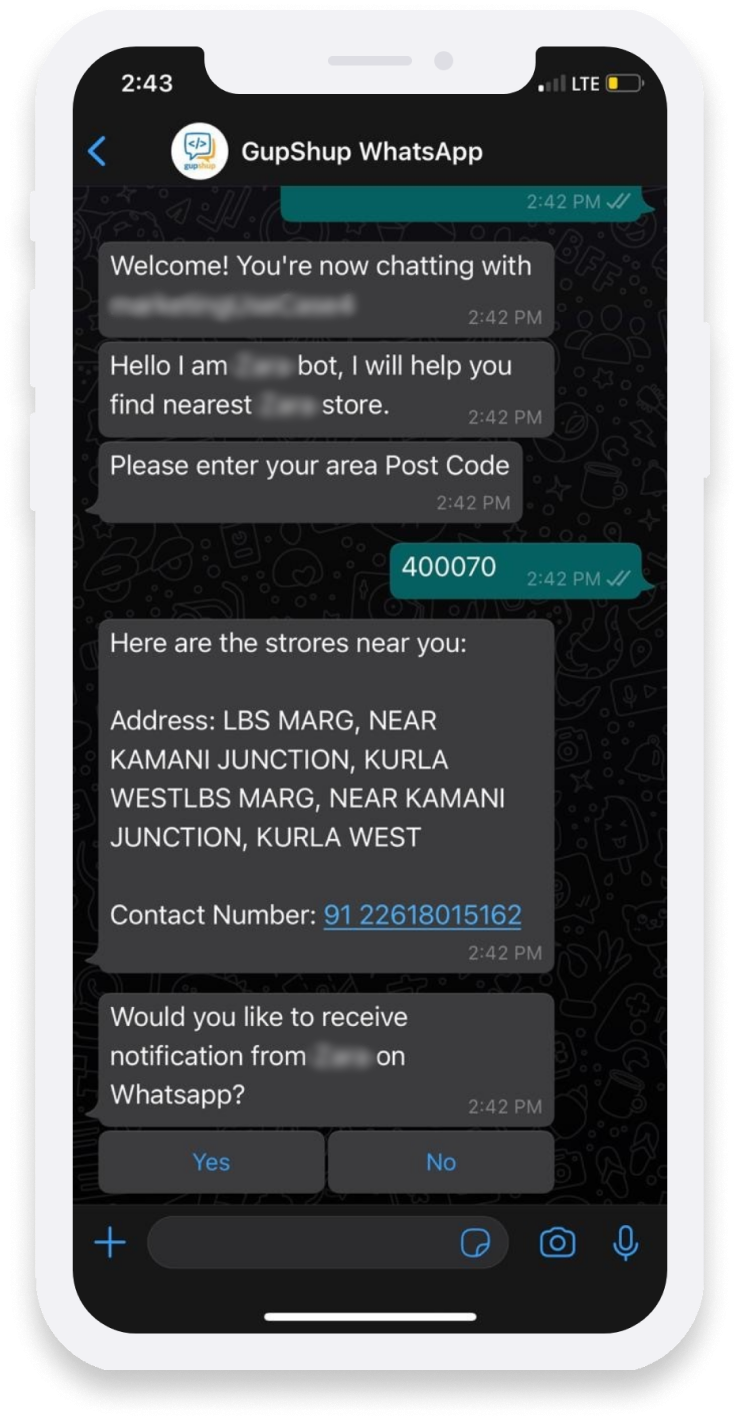 2:43
LTE
</>
gupshup
GupShup WhatsApp
2:42 PM
Welcome! You're now chatting with
2:42 PM
Hello I am bot, I will help you
find nearest store.
2:42 PM
Please enter your area Post Code
2:42 PM
400070
2:42 PM
Here are the strores near you:
Address: LBS MARG, NEAR
KAMANI JUNCTION, KURLA
WESTLBS MARG, NEAR KAMANI
JUNCTION, KURLA WEST
Contact Number: 91 22618015162
2:42 PM
Would you like to receive
notification from on
Whatsapp?
2:42 PM
Yes
No